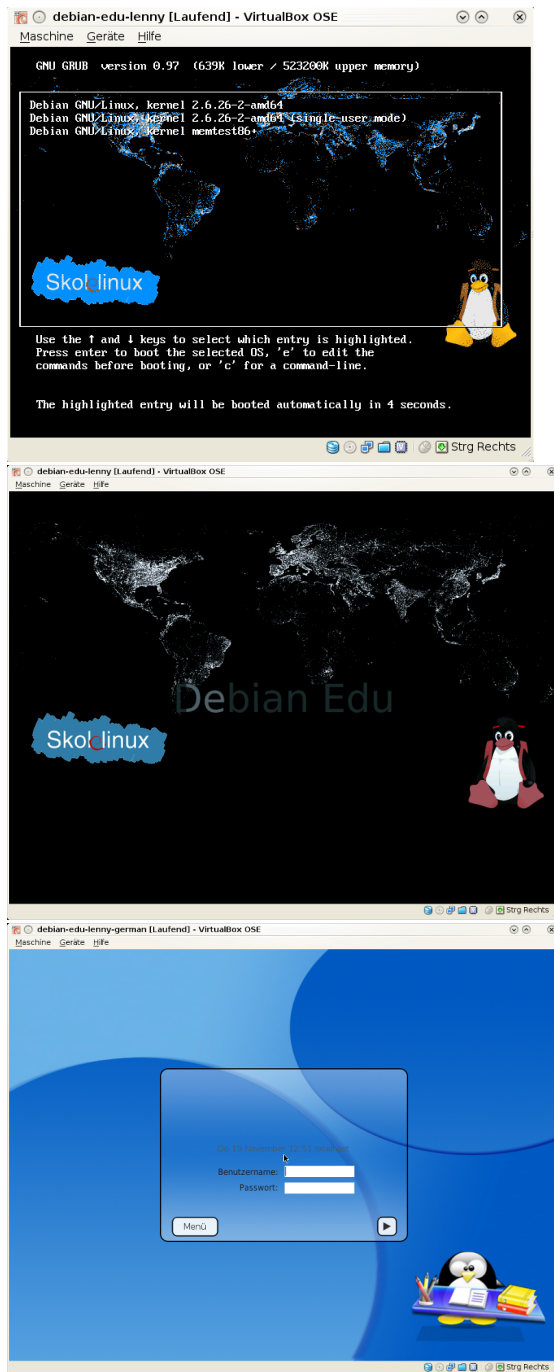 debian-edu-lenny [Laufend] - VirtualBox OSE
Maschine Geräte Hilfe
GNU GRUB version 0.97 (639K lower / 523200K upper memory)
Debian GNU/Linux, kernel 2.6.26-2-amd64
Debian GNU/Linux, kernel 2.6.26-2-amd64 (single-user mode)
Debian GNU/Linux, kernel memtest86+
Skolelinux
Use the ↑ and ↓ keys to select which entry is highlighted.
Press enter to boot the selected OS, 'e' to edit the
commands before booting, or 'c' for a command-line.
The highlighted entry will be booted automatically in 4 seconds.
Strg Rechts
debian-edu-lenny [Laufend] - VirtualBox OSE
Maschine Geräte Hilfe
Debian Edu
Skolelinux
Strg Rechts
debian-edu-lenny-german [Laufend] - VirtualBox OSE
Maschine Geräte Hilfe
Benutzername:
Passwort:
Menü
Strg Rechts